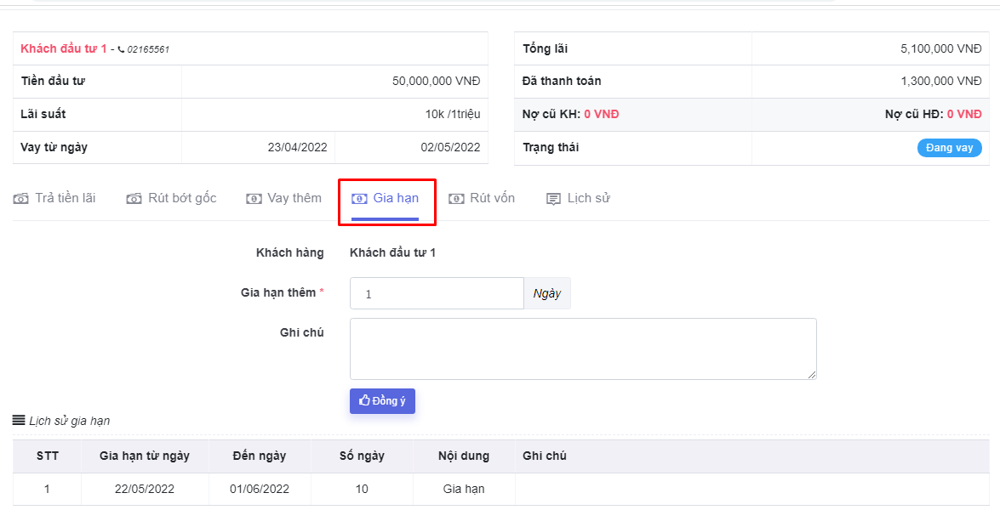 Khách đầu tư 1 - 02165561
Tiền đầu tư 50,000,000 VNĐ
Lãi suất 10k /1triệu
Vay từ ngày 23/04/2022 02/05/2022
Tổng lãi 5,100,000 VNĐ
Đã thanh toán 1,300,000 VNĐ
Nợ cũ KH: 0 VNĐ Nợ cũ HĐ: 0 VNĐ
Trạng thái Đang vay
Trả tiền lãi Rút bớt gốc Vay thêm Gia hạn Rút vốn Lịch sử
Khách hàng Khách đầu tư 1
Gia hạn thêm * 1 Ngày
Ghi chú
Đồng ý
Lịch sử gia hạn
STT Gia hạn từ ngày Đến ngày Số ngày Nội dung Ghi chú
1 22/05/2022 01/06/2022 10 Gia hạn